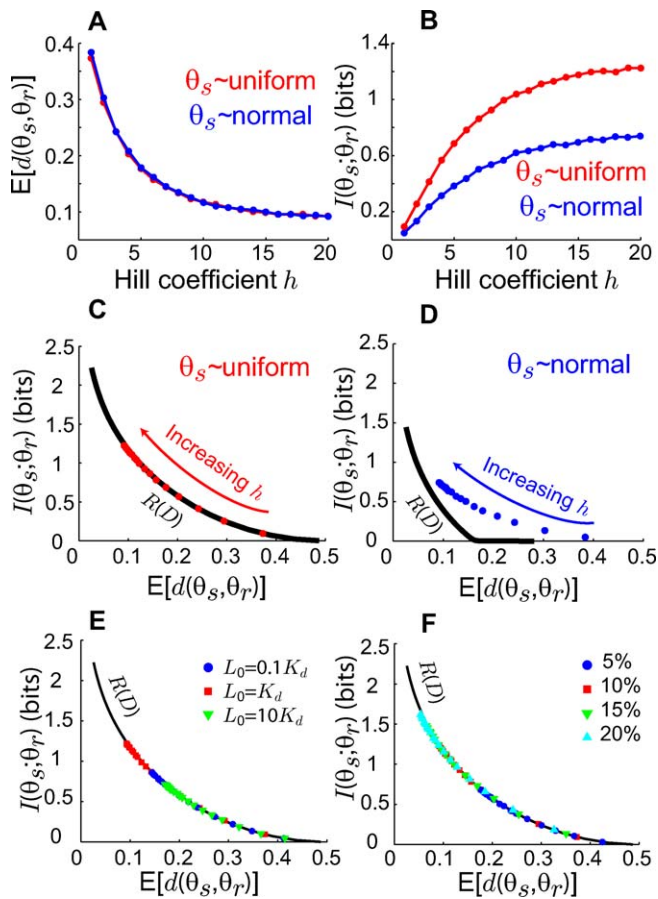 A
E[d(θs,θr)]
0.4
0.3
0.2
0.1
θs~uniform
θs~normal
5
10
15
20
Hill coefficient h
B
I(θs;θr) (bits)
1.4
1
0.6
0.2
θs~uniform
θs~normal
5
10
15
20
Hill coefficient h
C
I(θs;θr) (bits)
2.5
2
1.5
1
0.5
0
θs~uniform
Increasing h
R(D)
0
0.1
0.2
0.3
0.4
0.5
E[d(θs,θr)]
D
I(θs;θr) (bits)
2.5
2
1.5
1
0.5
0
θs~normal
Increasing h
R(D)
0
0.1
0.2
0.3
0.4
0.5
E[d(θs,θr)]
E
I(θs;θr) (bits)
2.5
2
1.5
1
0.5
0
R(D)
L0=0.1Kd
L0=Kd
L0=10Kd
0
0.1
0.2
0.3
0.4
0.5
E[d(θs,θr)]
F
I(θs;θr) (bits)
2.5
2
1.5
1
0.5
0
R(D)
5%
10%
15%
20%
0
0.1
0.2
0.3
0.4
0.5
E[d(θs,θr)]